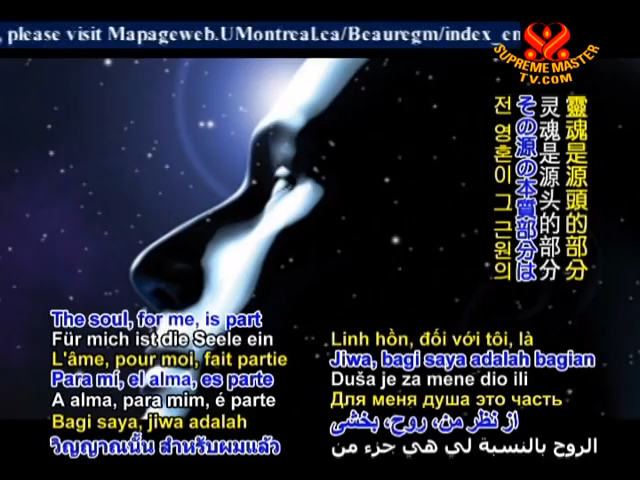 , please visit Mapageweb.UMontreal.ca/Beauregm/index_en
SUPREME MASTER
TV.COM
靈魂是源頭的部分
灵魂是源头的部分
その源の本質部分は
전 영혼이 그 근원의
The soul, for me, is part
Für mich ist die Seele ein
L'âme, pour moi, fait partie
Para mí, el alma, es parte
A alma, para mim, é parte
Bagi saya, jiwa adalah
วิญญาณนั้น สำหรับผมแล้ว
Linh hồn, đối với tôi, là
Jiwa, bagi saya adalah bagian
Duša je za mene dio ili
Для меня душа это часть
از نظر من، روح، بخشی
الروح بالنسبة لي هي جزء من